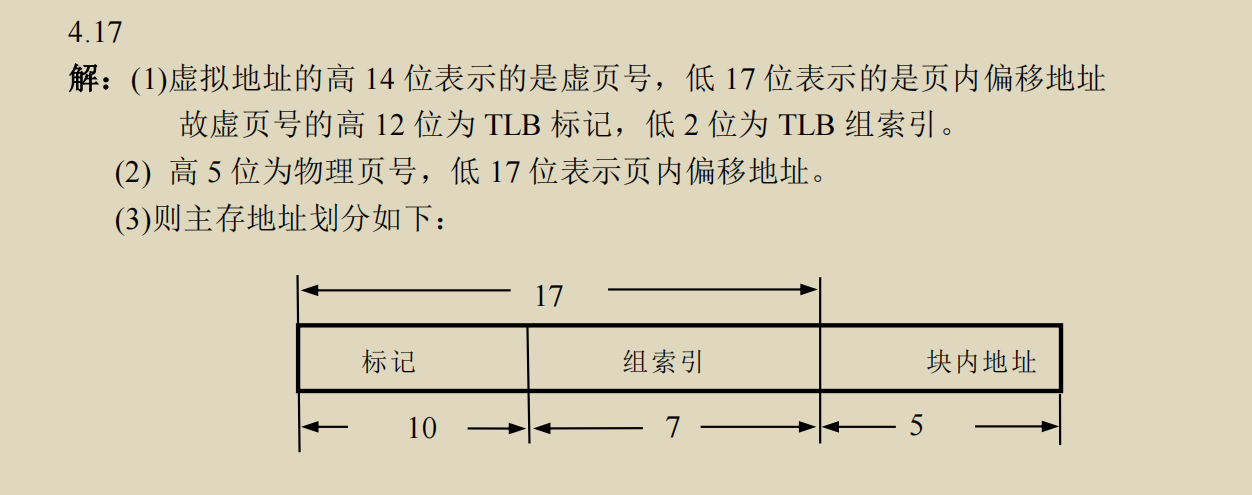 4.17
解：(1)虚拟地址的高 14 位表示的是虚页号，低 17 位表示的是页内偏移地址
故虚页号的高 12 位为 TLB 标记，低 2 位为 TLB 组索引。
(2) 高 5 位为物理页号，低 17 位表示页内偏移地址。
(3)则主存地址划分如下：
17
标记 组索引 块内地址
10 7 5